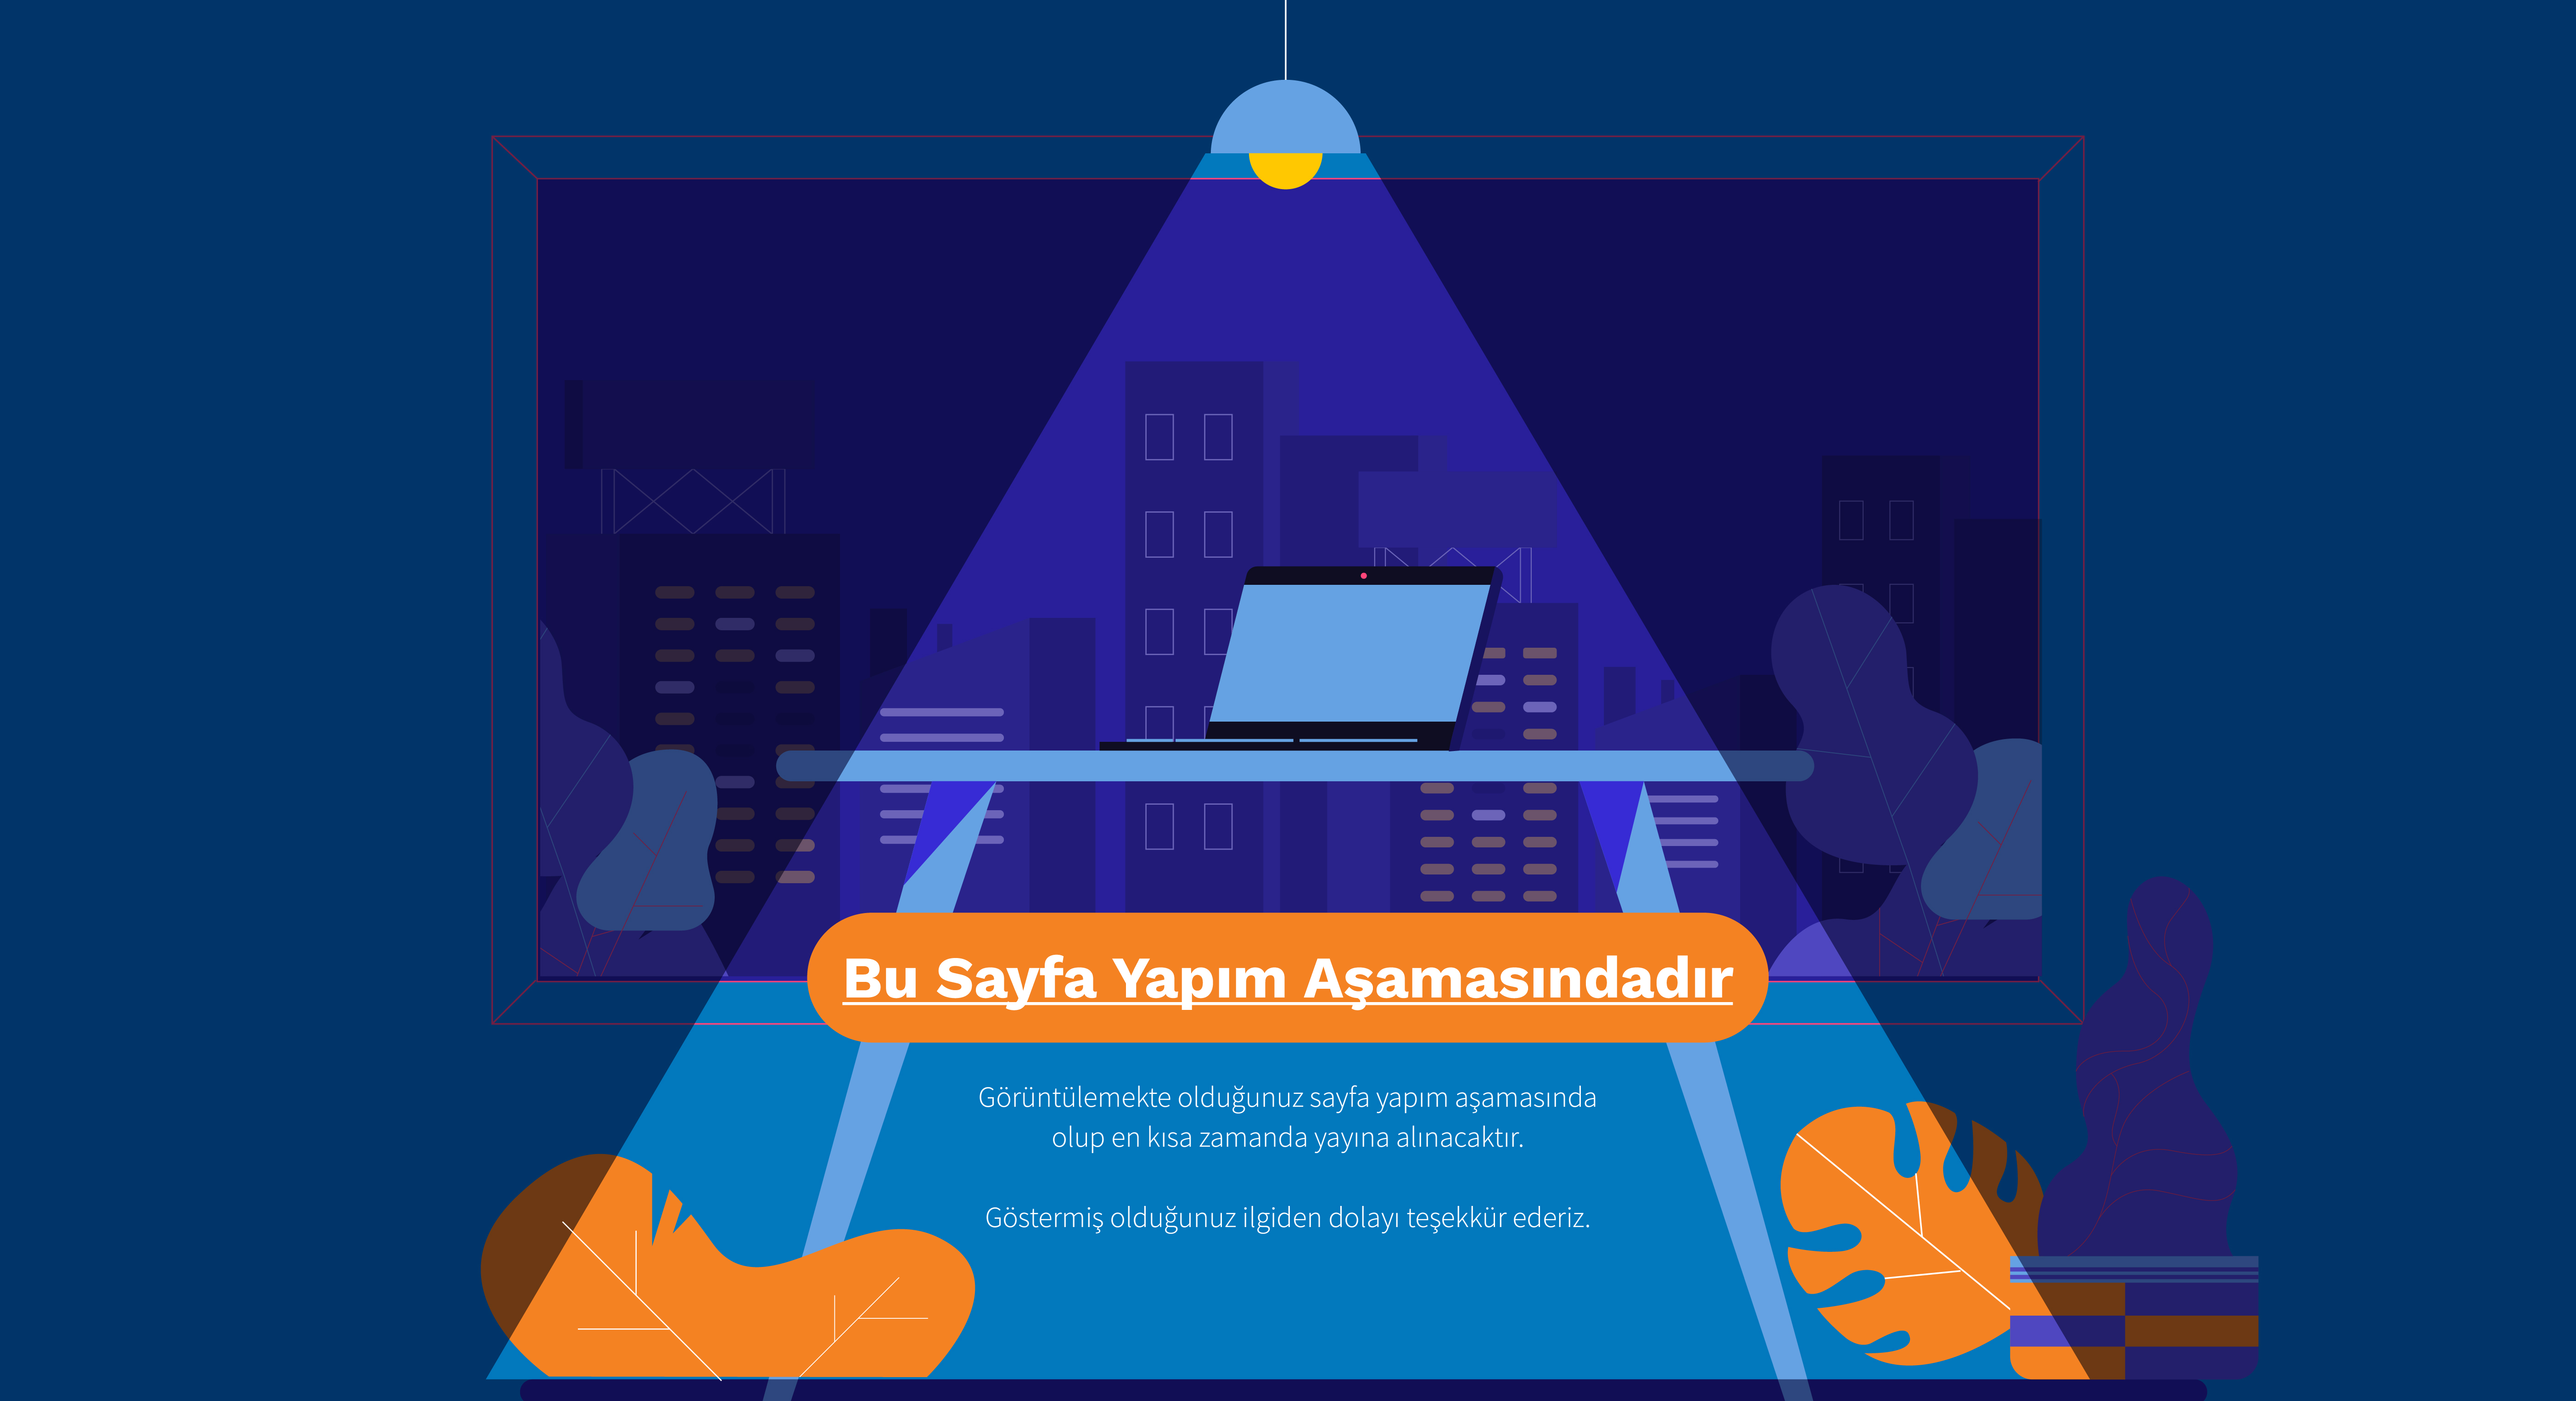 Bu Sayfa Yapım Aşamasındadır
Görüntülemekte olduğunuz sayfa yapım aşamasında
olup en kısa zamanda yayına alınacaktır.
Göstermiş olduğunuz ilgiden dolayı teşekkür ederiz.